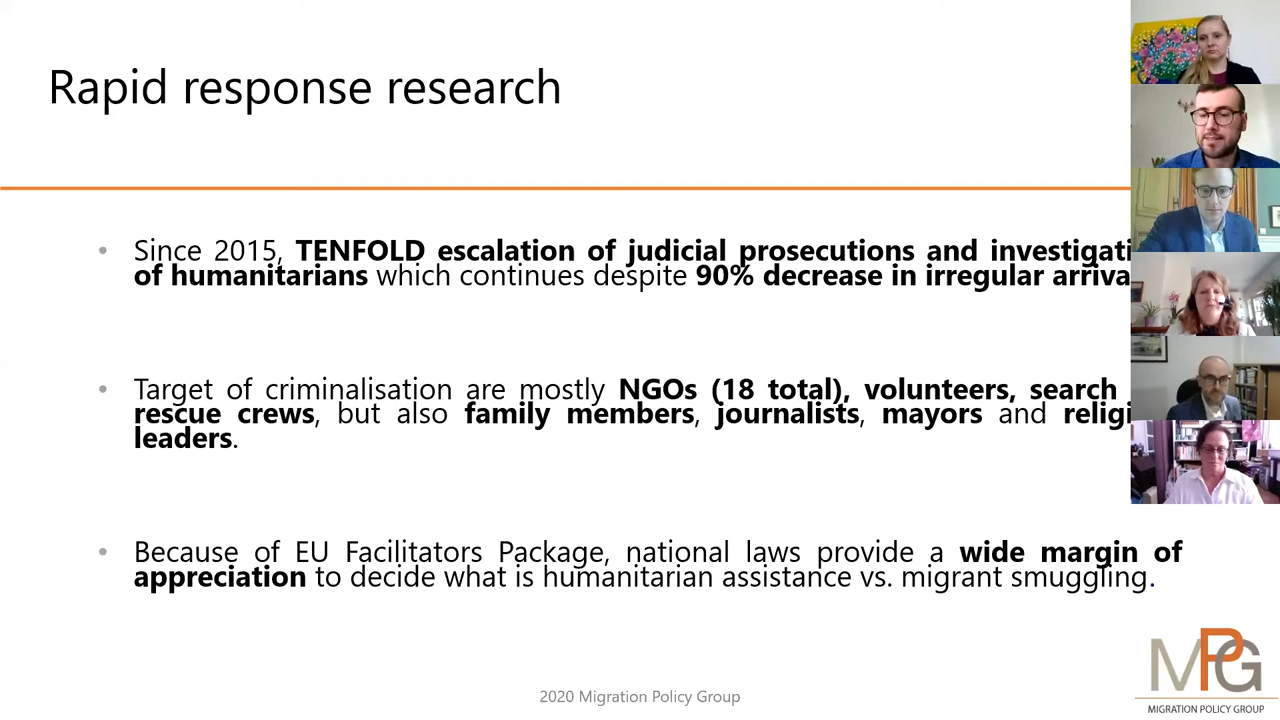 Rapid response research
• Since 2015, TENFOLD escalation of judicial prosecutions and
of humanitarians which continues despite 90% decrease in irregular
• Target of criminalisation are mostly NGOs (18 total), volunteers, search
rescue crews, but also family members, journalists, mayors and
leaders.
• Because of EU Facilitators Package, national laws provide a wide margin of
appreciation to decide what is humanitarian assistance vs. migrant smuggling.
2020 Migration Policy Group
MPG
MIGRATION POLICY GROUP